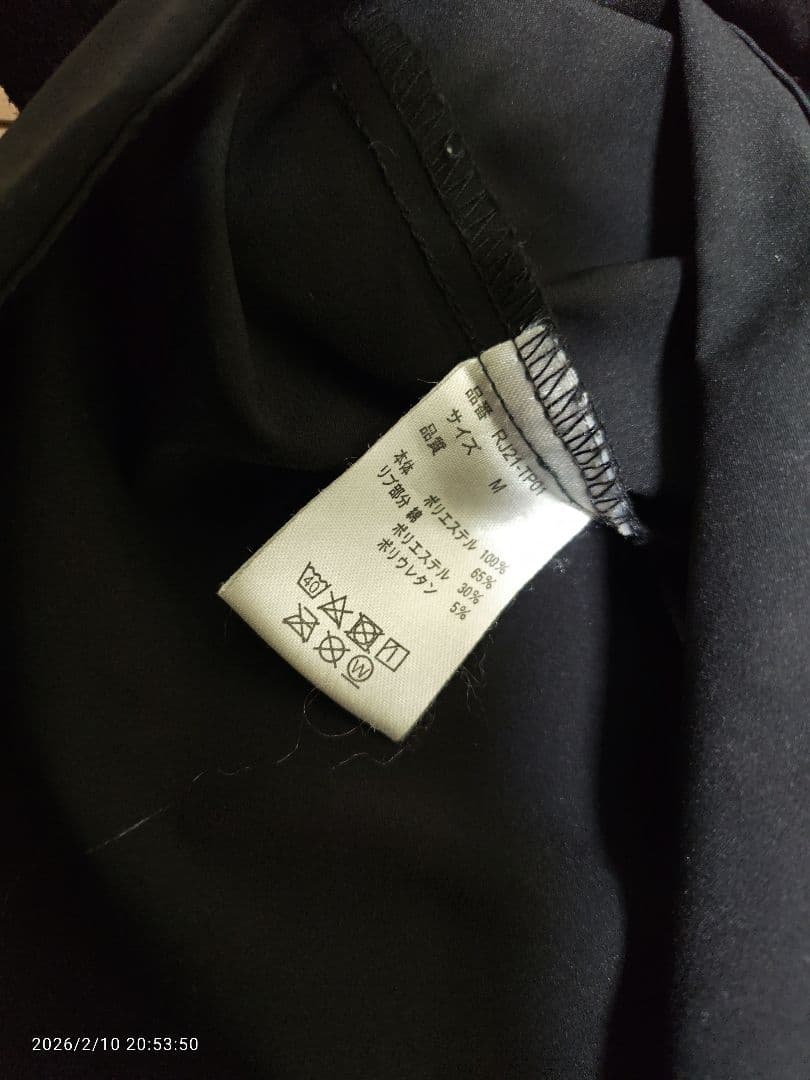 品番 RJ21-TP01
サイズ M
品質
本体 ポリエステル 100%
リブ部分 綿 65%
ポリエステル 30%
ポリウレタン 5%
40
W
2026/2/10 20:53:50